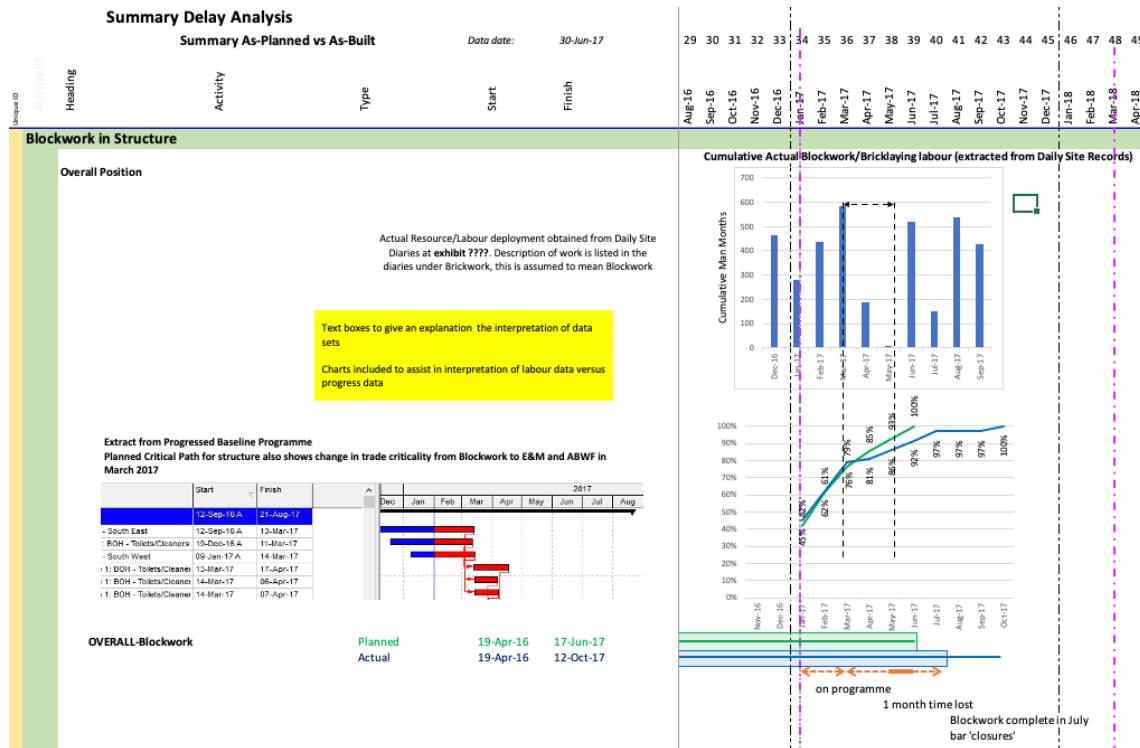 Summary Delay Analysis
Summary As-Planned vs As-Built
Data date:
30-Jun-17
29 30 31 32 33 34 35 36 37 38 39 40 41 42 43 44 45 46 47 48 49
Unique ID
Activity ID
Heading
Activity
Type
Start
Finish
Aug-16 Sep-16 Oct-16 Nov-16 Dec-16 Jan-17 Feb-17 Mar-17 Apr-17 May-17 Jun-17 Jul-17 Aug-17 Sep-17 Oct-17 Nov-17 Dec-17 Jan-18 Feb-18 Mar-18 Apr-18
Blockwork in Structure
Overall Position
Cumulative Actual Blockwork/Bricklaying labour (extracted from Daily Site Records)
Cumulative Man Months
700
600
500
400
300
200
100
0
Dec-16 Jan-17 Feb-17 Mar-17 Apr-17 May-17 Jun-17 Jul-17 Aug-17 Sep-17
Actual Resource/Labour deployment obtained from Daily Site
Diaries at exhibit ????. Description of work is listed in the
diaries under Brickwork, this is assumed to mean Blockwork
Text boxes to give an explanation the interpretation of data
sets
Charts included to assist in interpretation of labour data versus
progress data
100%
90%
80%
70%
60%
50%
40%
30%
20%
10%
0%
42% 61% 76% 85% 93% 100%
45% 62% 79% 81% 86% 92% 97% 97% 97% 100%
Nov-16 Dec-16 Jan-17 Feb-17 Mar-17 Apr-17 May-17 Jun-17 Jul-17 Aug-17 Sep-17 Oct-17
Extract from Progressed Baseline Programme
Planned Critical Path for structure also shows change in trade criticality from Blockwork to E&M and ABWF in
March 2017
Start Finish
2017
Dec Jan Feb Mar Apr May Jun Jul Aug
12-Sep-16 A 21-Aug-17
- South East 12-Sep-16 A 13-Mar-17
: BOH - Toilets/Cleaners 19-Dec-16 A 11-Mar-17
- South West 09-Jan-17 A 14-Mar-17
1: BOH - Toilets/Cleaner 13-Mar-17 17-Apr-17
1: BOH - Toilets/Cleaner 14-Mar-17 06-Apr-17
1: BOH - Toilets/Cleaner 14-Mar-17 07-Apr-17
OVERALL-Blockwork
Planned 19-Apr-16 17-Jun-17
Actual 19-Apr-16 12-Oct-17
on programme
1 month time lost
Blockwork complete in July
bar 'closures'